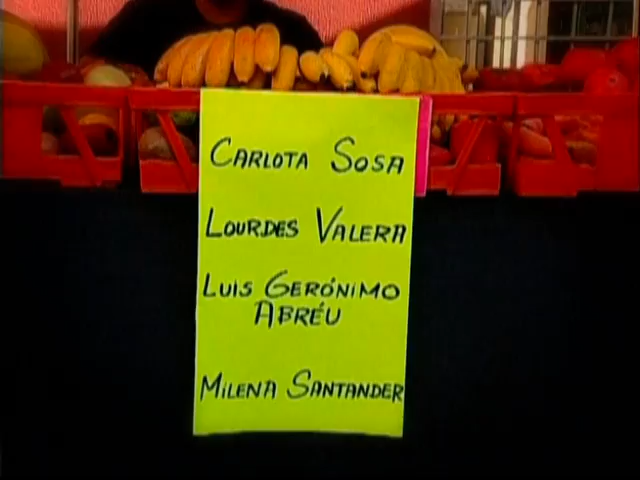 CARLOTA SOSA
LOURDES VALERA
LUIS GERÓNIMO
ABRÉU
MILENA SANTANDER